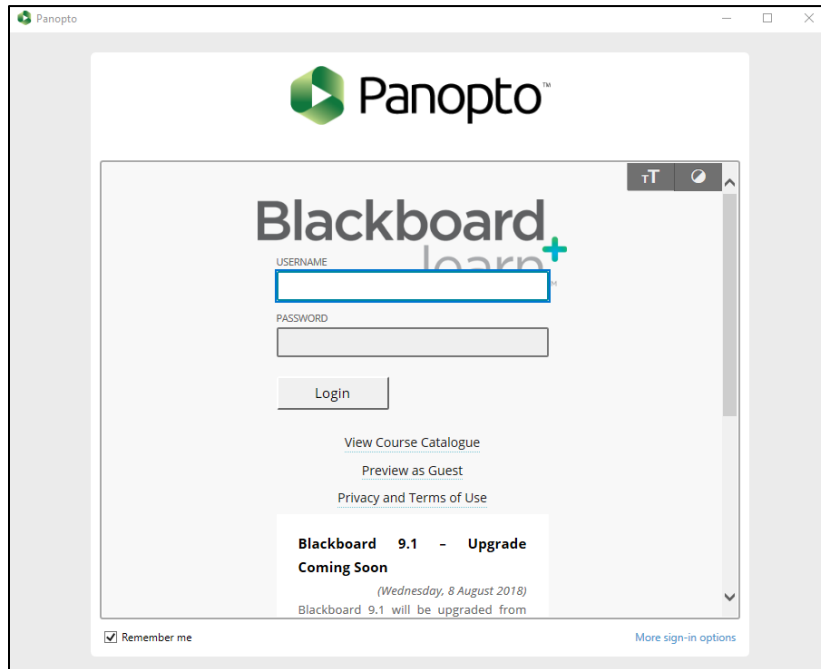 Panopto
Panopto™
TT
Blackboard
learn+
USERNAME
PASSWORD
Login
View Course Catalogue
Preview as Guest
Privacy and Terms of Use
Blackboard 9.1 – Upgrade
Coming Soon
(Wednesday, 8 August 2018)
Blackboard 9.1 will be upgraded from
Remember me
More sign-in options